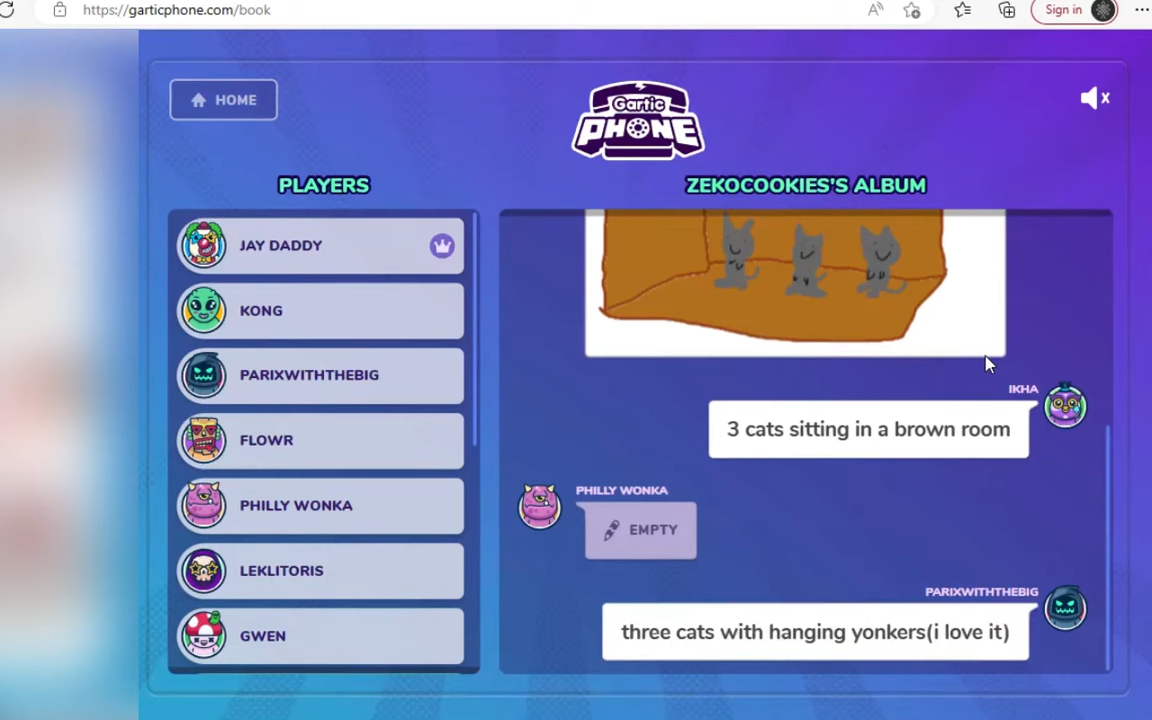 https://garticphone.com/book
Sign in
HOME
Gartic
PHONE
PLAYERS
ZEKOCOOKIES'S ALBUM
JAY DADDY
KONG
PARIXWITHTHEBIG
FLOWR
PHILLY WONKA
LEKLITORIS
GWEN
IKHA
3 cats sitting in a brown room
PHILLY WONKA
EMPTY
PARIXWITHTHEBIG
three cats with hanging yonkers(i love it)